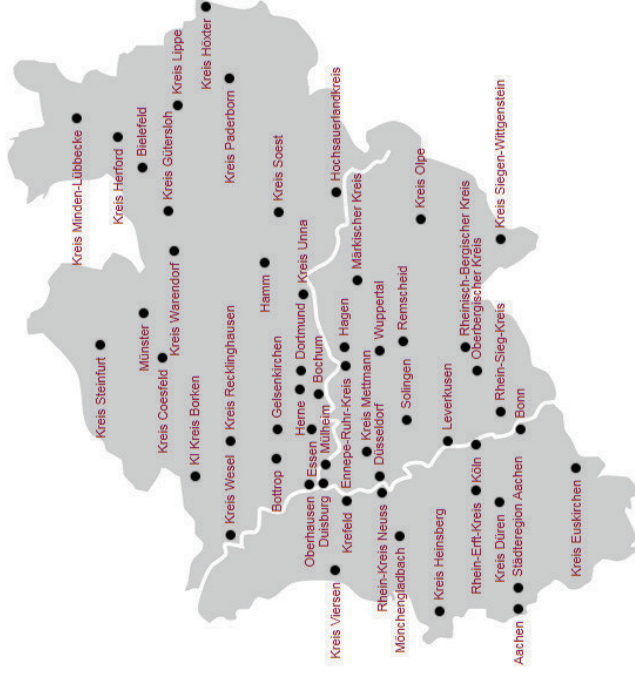 Kreis Minden-Lübbecke
Kreis Herford
Bielefeld
Kreis Gütersloh
Kreis Lippe
Kreis Höxter
Kreis Steinfurt
Münster
Kreis Coesfeld
Kreis Warendorf
Kreis Paderborn
Kl Kreis Borken
Kreis Wesel
Kreis Recklinghausen
Hamm
Kreis Soest
Bottrop
Gelsenkirchen
Herne
Dortmund
Kreis Unna
Oberhausen
Essen
Bochum
Duisburg
Mülheim
Hochsauerlandkreis
Kreis Viersen
Krefeld
Ennepe-Ruhr-Kreis
Hagen
Märkischer Kreis
Kreis Mettmann
Rhein-Kreis Neuss
Düsseldorf
Wuppertal
Mönchengladbach
Solingen
Remscheid
Kreis Olpe
Kreis Heinsberg
Leverkusen
Rheinisch-Bergischer Kreis
Rhein-Erft-Kreis
Köln
Oberbergischer Kreis
Kreis Düren
Rhein-Sieg-Kreis
Kreis Siegen-Wittgenstein
Aachen
Städteregion Aachen
Bonn
Kreis Euskirchen